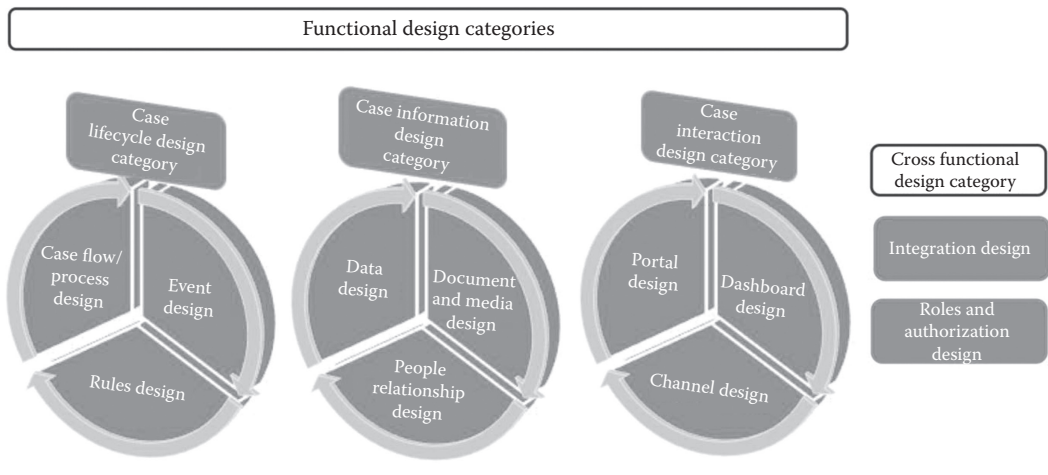 Functional design categories
Case
lifecycle design
category
Case information
design
category
Case
interaction
design category
Case flow/
process
design
Event
design
Rules design
Data
design
Document
and media
design
People
relationship
design
Portal
design
Dashboard
design
Channel design
Cross functional
design category
Integration design
Roles and
authorization
design